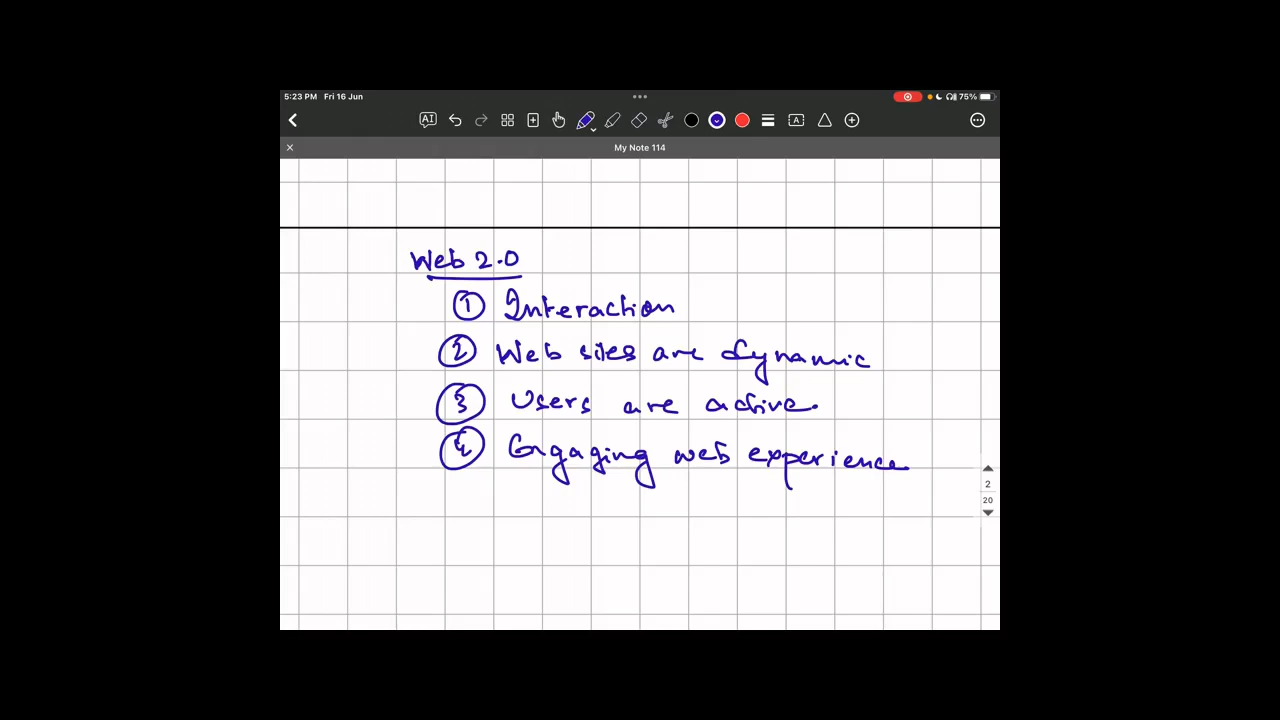 5:23 PM Fri 16 Jun
75%
AI
A
My Note 114
Web 2.0
1 Interaction
2 Web sites are dynamic
3 Users are active.
4 Engaging web experience
2
20